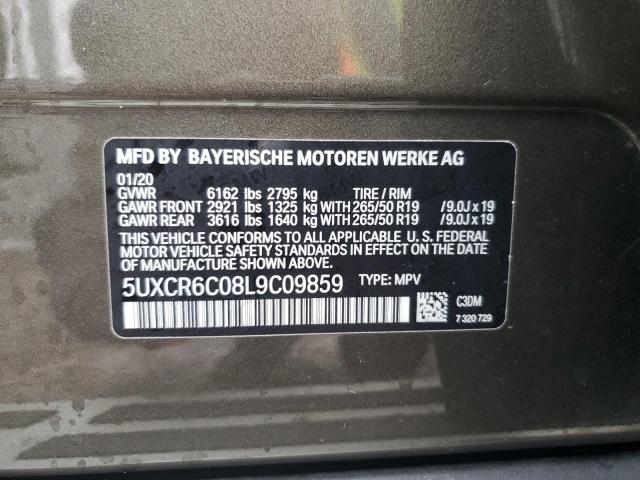 MFD BY BAYERISCHE MOTOREN WERKE AG
01/20
GVWR 6162 lbs 2795 kg TIRE / RIM
GAWR FRONT 2921 lbs 1325 kg WITH 265/50 R19 /9.0J x 19
GAWR REAR 3616 lbs 1640 kg WITH 265/50 R19 /9.0J x 19
THIS VEHICLE CONFORMS TO ALL APPLICABLE U. S. FEDERAL
MOTOR VEHICLE SAFETY STANDARDS IN EFFECT ON THE DATE
OF MANUFACTURE SHOWN ABOVE.
5UXCR6C08L9C09859 TYPE: MPV
C3DM
7 320 729